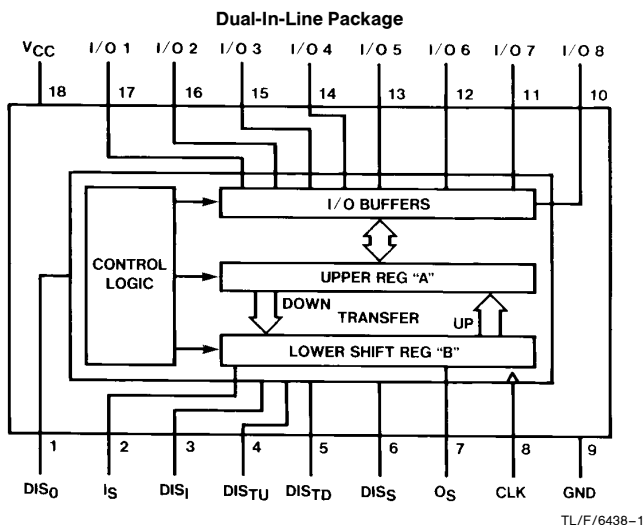 Dual-In-Line Package
VCC I/O 1 I/O 2 I/O 3 I/O 4 I/O 5 I/O 6 I/O 7 I/O 8
18 17 16 15 14 13 12 11 10
I/O BUFFERS
CONTROL LOGIC
UPPER REG “A”
DOWN TRANSFER UP
LOWER SHIFT REG “B”
1 2 3 4 5 6 7 8 9
DIS0 IS DISI DISTU DISTD DISS OS CLK GND
TL/F/6438–1